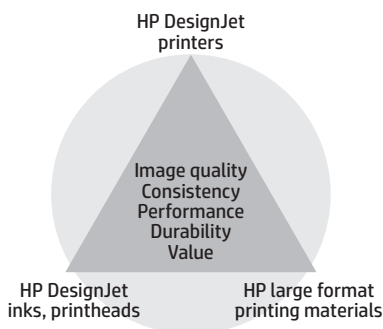 HP DesignJet
printers
Image quality
Consistency
Performance
Durability
Value
HP DesignJet
inks, printheads
HP large format
printing materials